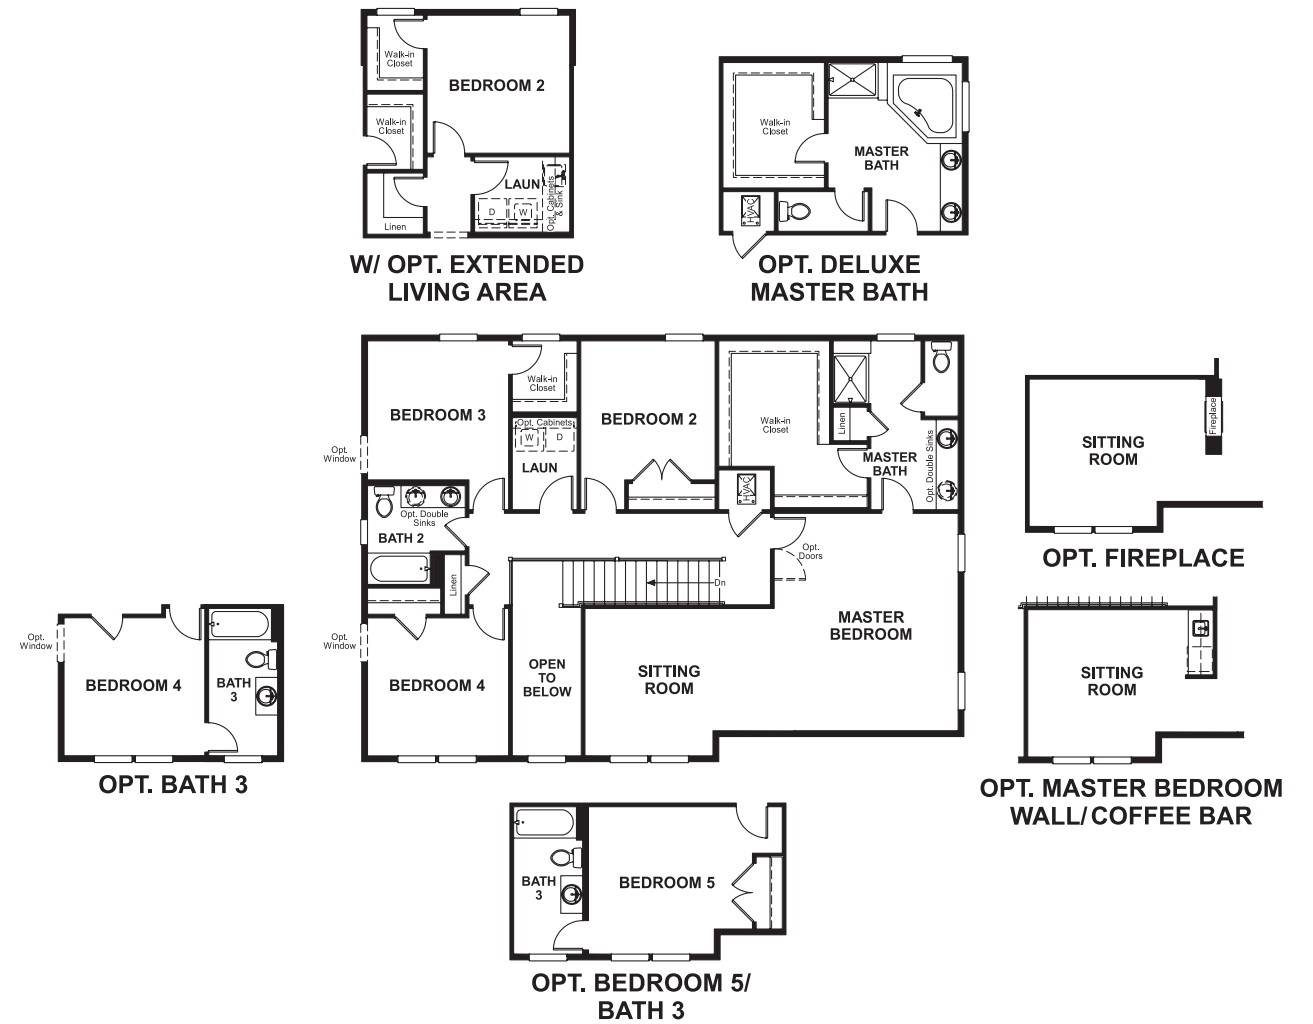 Walk-in
Closet
BEDROOM 2
Walk-in
Closet
LAUN
D
W
Opt. Cabinets
& Sink
Linen
W/ OPT. EXTENDED
LIVING AREA
Walk-in
Closet
MASTER
BATH
HVAC
OPT. DELUXE
MASTER BATH
BEDROOM 3
Walk-in
Closet
Opt. Cabinets
W
D
LAUN
BEDROOM 2
Walk-in
Closet
Linen
MASTER
BATH
Opt. Double Sinks
HVAC
Opt.
Window
Opt. Double
Sinks
BATH 2
Linen
Opt.
Doors
Dn
MASTER
BEDROOM
Opt.
Window
BEDROOM 4
OPEN
TO
BELOW
SITTING
ROOM
SITTING
ROOM
Fireplace
OPT. FIREPLACE
SITTING
ROOM
OPT. MASTER BEDROOM
WALL/COFFEE BAR
Opt.
Window
BEDROOM 4
BATH
3
OPT. BATH 3
BATH
3
BEDROOM 5
OPT. BEDROOM 5/
BATH 3